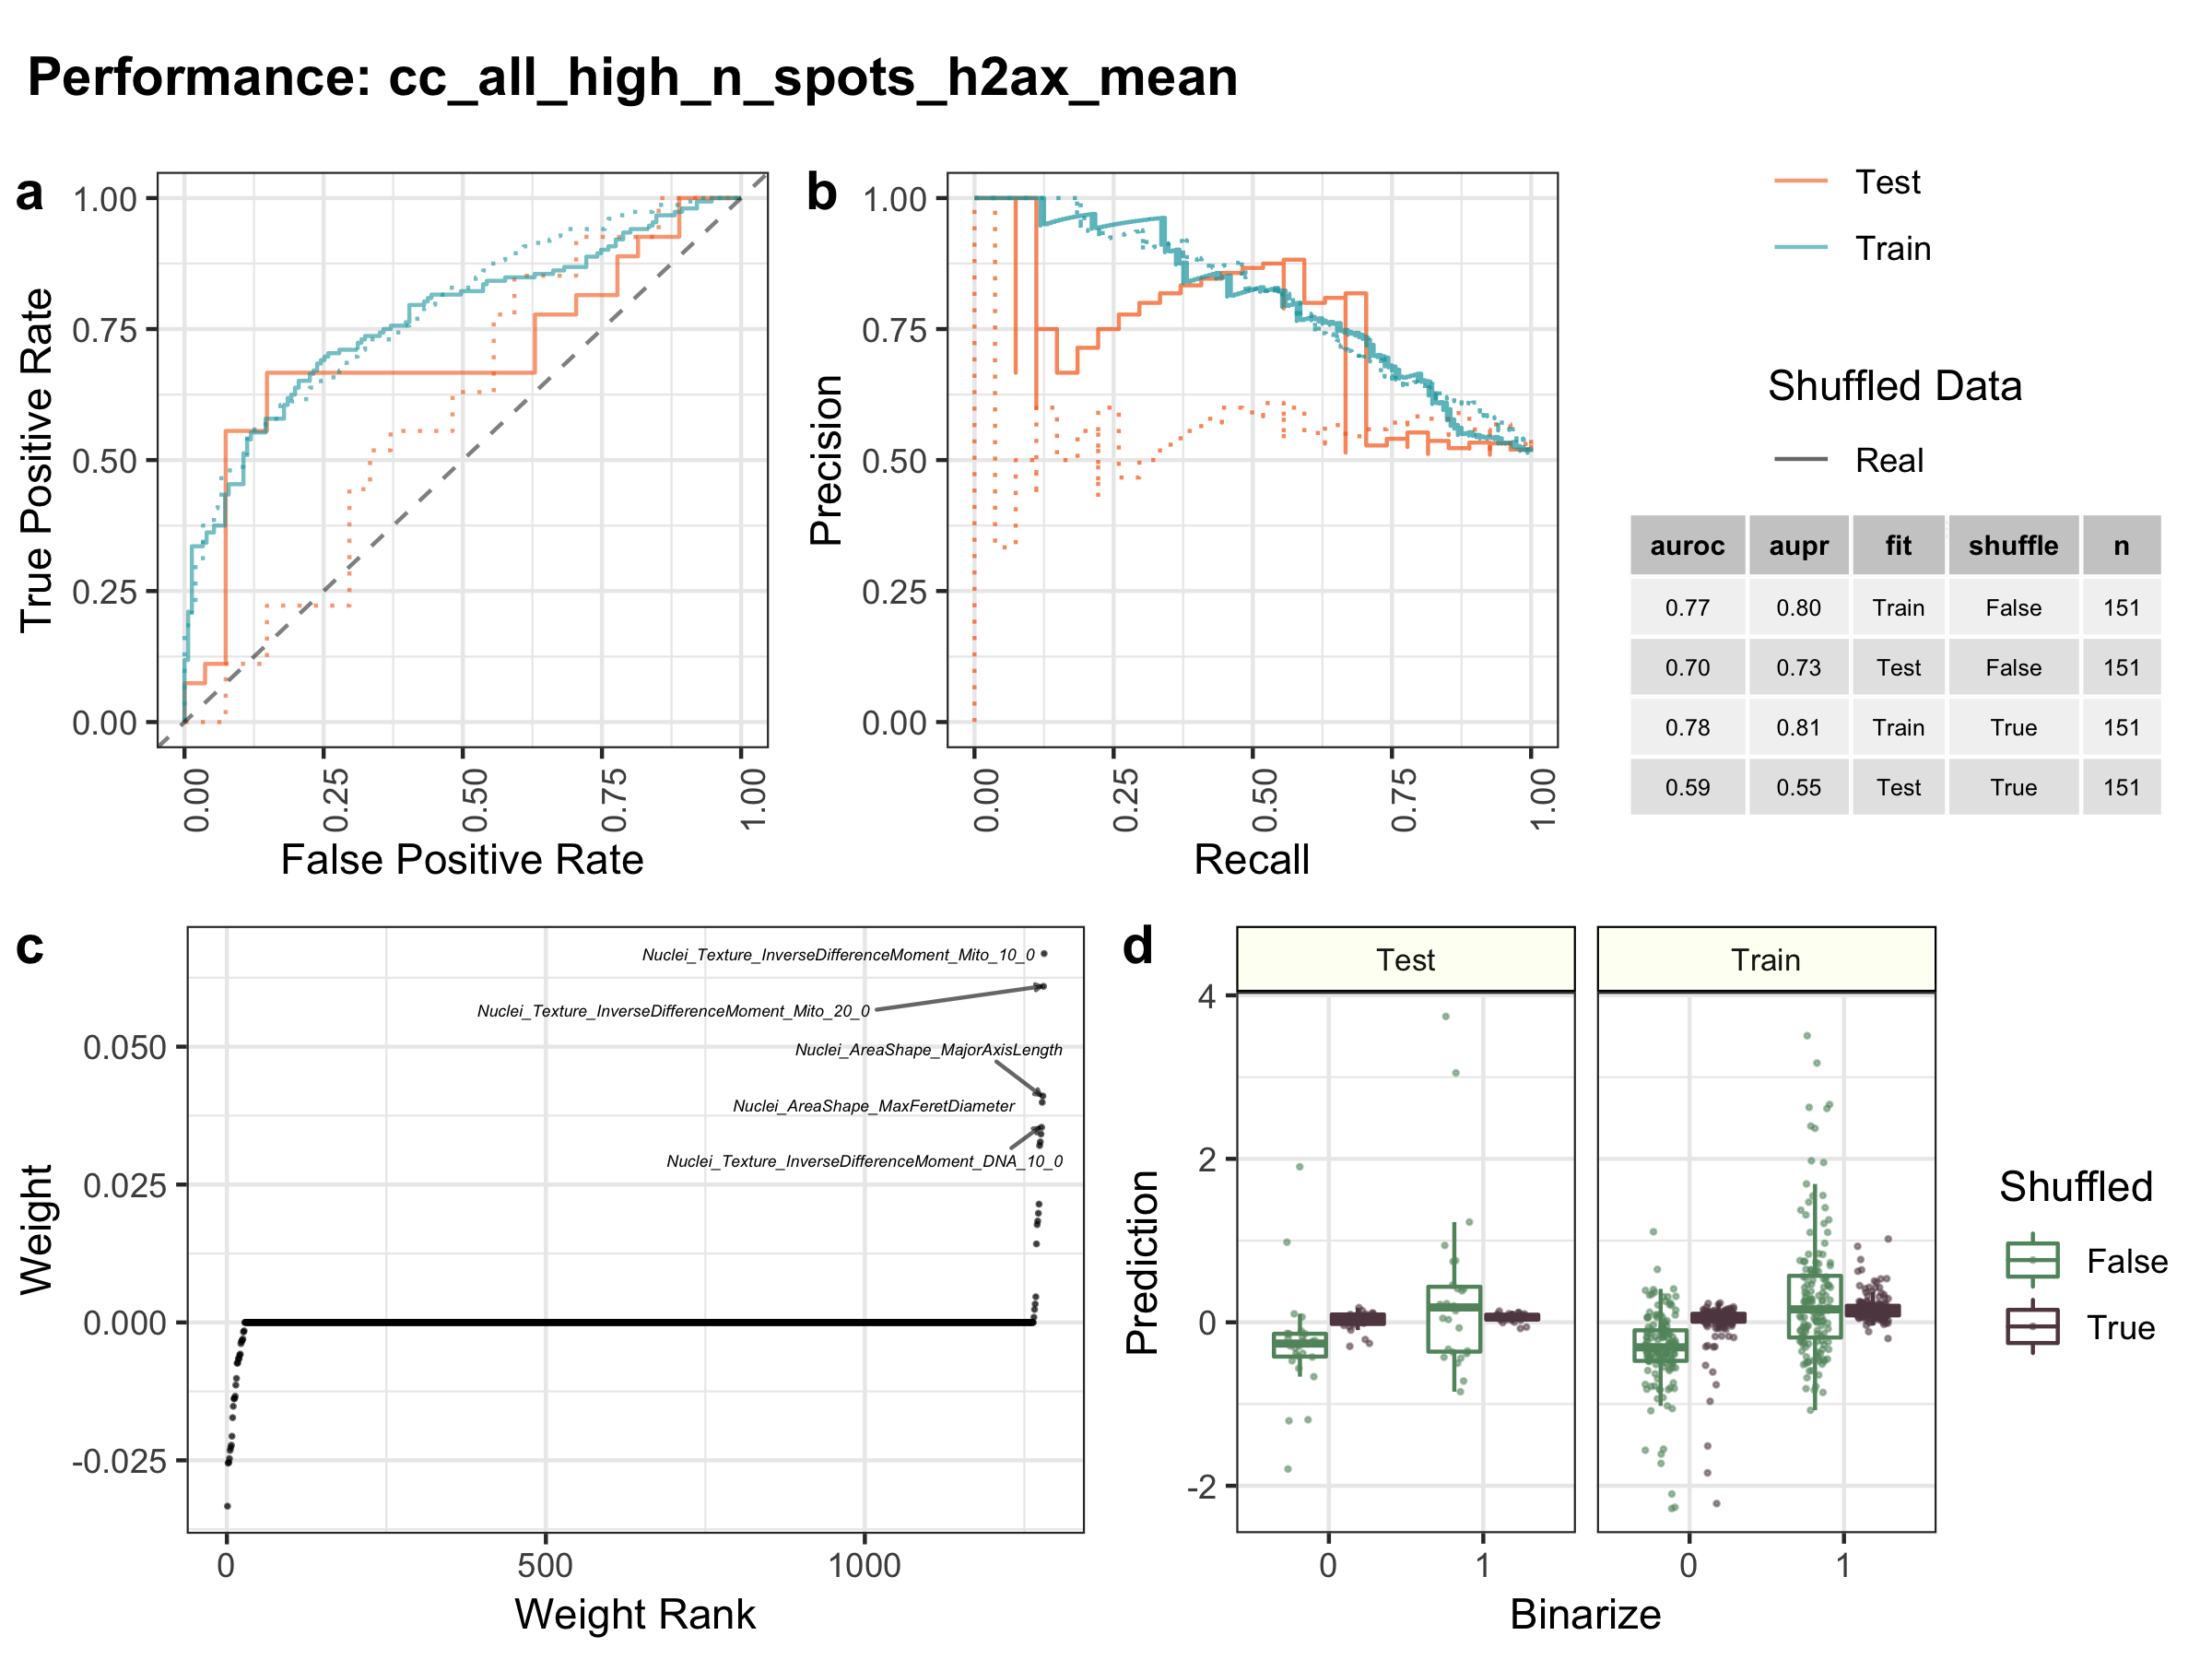 Performance: cc_all_high_n_spots_h2ax_mean
a
True Positive Rate
1.00
0.75
0.50
0.25
0.00
0.00
0.25
0.50
0.75
1.00
False Positive Rate
b
Precision
1.00
0.75
0.50
0.25
0.00
0.00
0.25
0.50
0.75
1.00
Recall
Test
Train
Shuffled Data
Real
auroc aupr fit shuffle n
0.77 0.80 Train False 151
0.70 0.73 Test False 151
0.78 0.81 Train True 151
0.59 0.55 Test True 151
c
Weight
0.050
0.025
0.000
-0.025
Nuclei_Texture_InverseDifferenceMoment_Mito_10_0
Nuclei_Texture_InverseDifferenceMoment_Mito_20_0
Nuclei_AreaShape_MajorAxisLength
Nuclei_AreaShape_MaxFeretDiameter
Nuclei_Texture_InverseDifferenceMoment_DNA_10_0
0 500 1000
Weight Rank
d
Test Train
Prediction
4
2
0
-2
0 1 0 1
Binarize
Shuffled
False
True